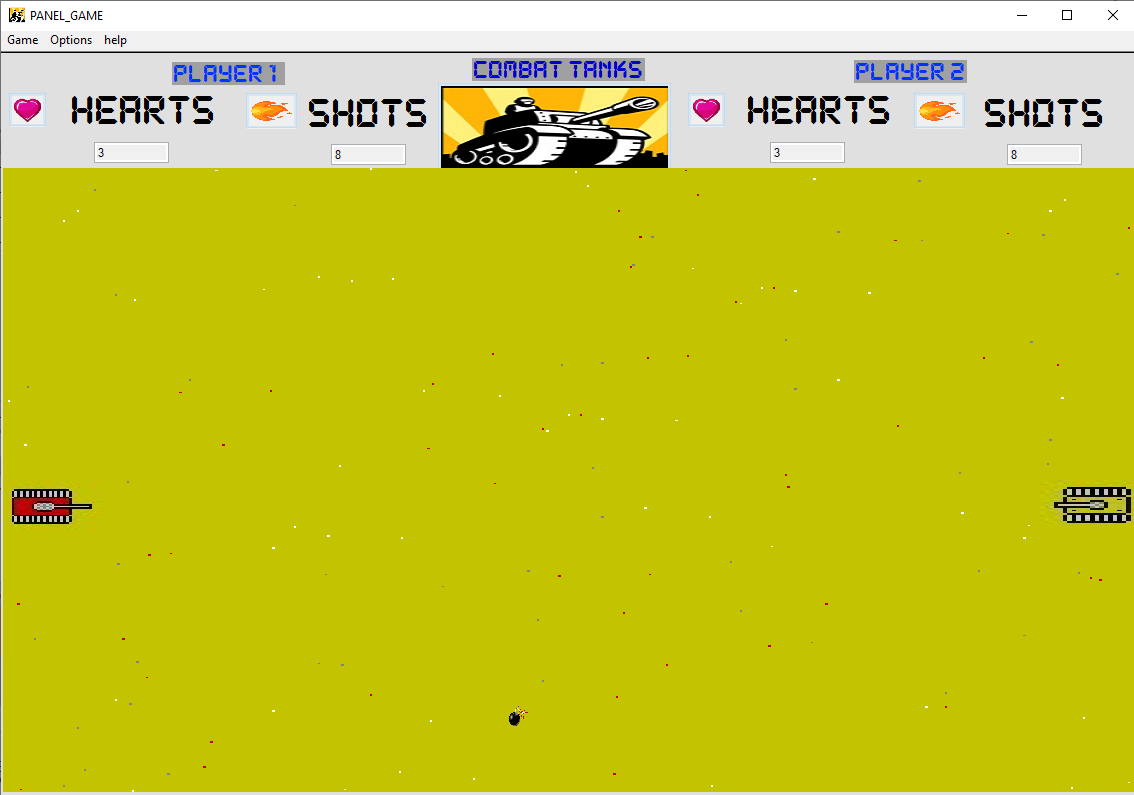 PANEL_GAME
Game Options help
PLAYER 1 COMBAT TANKS PLAYER 2
HEARTS SHOTS HEARTS SHOTS
3 8 3 8